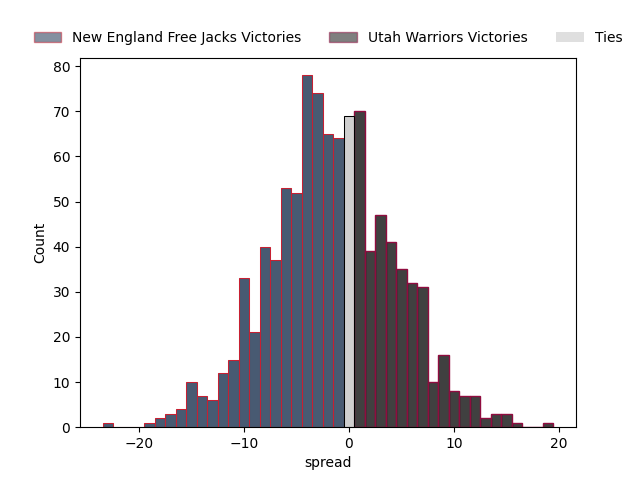 New England Free Jacks Victories Utah Warriors Victories Ties
80
70
60
50
40
30
20
10
0
Count
−20 −10 0 10 20
spread